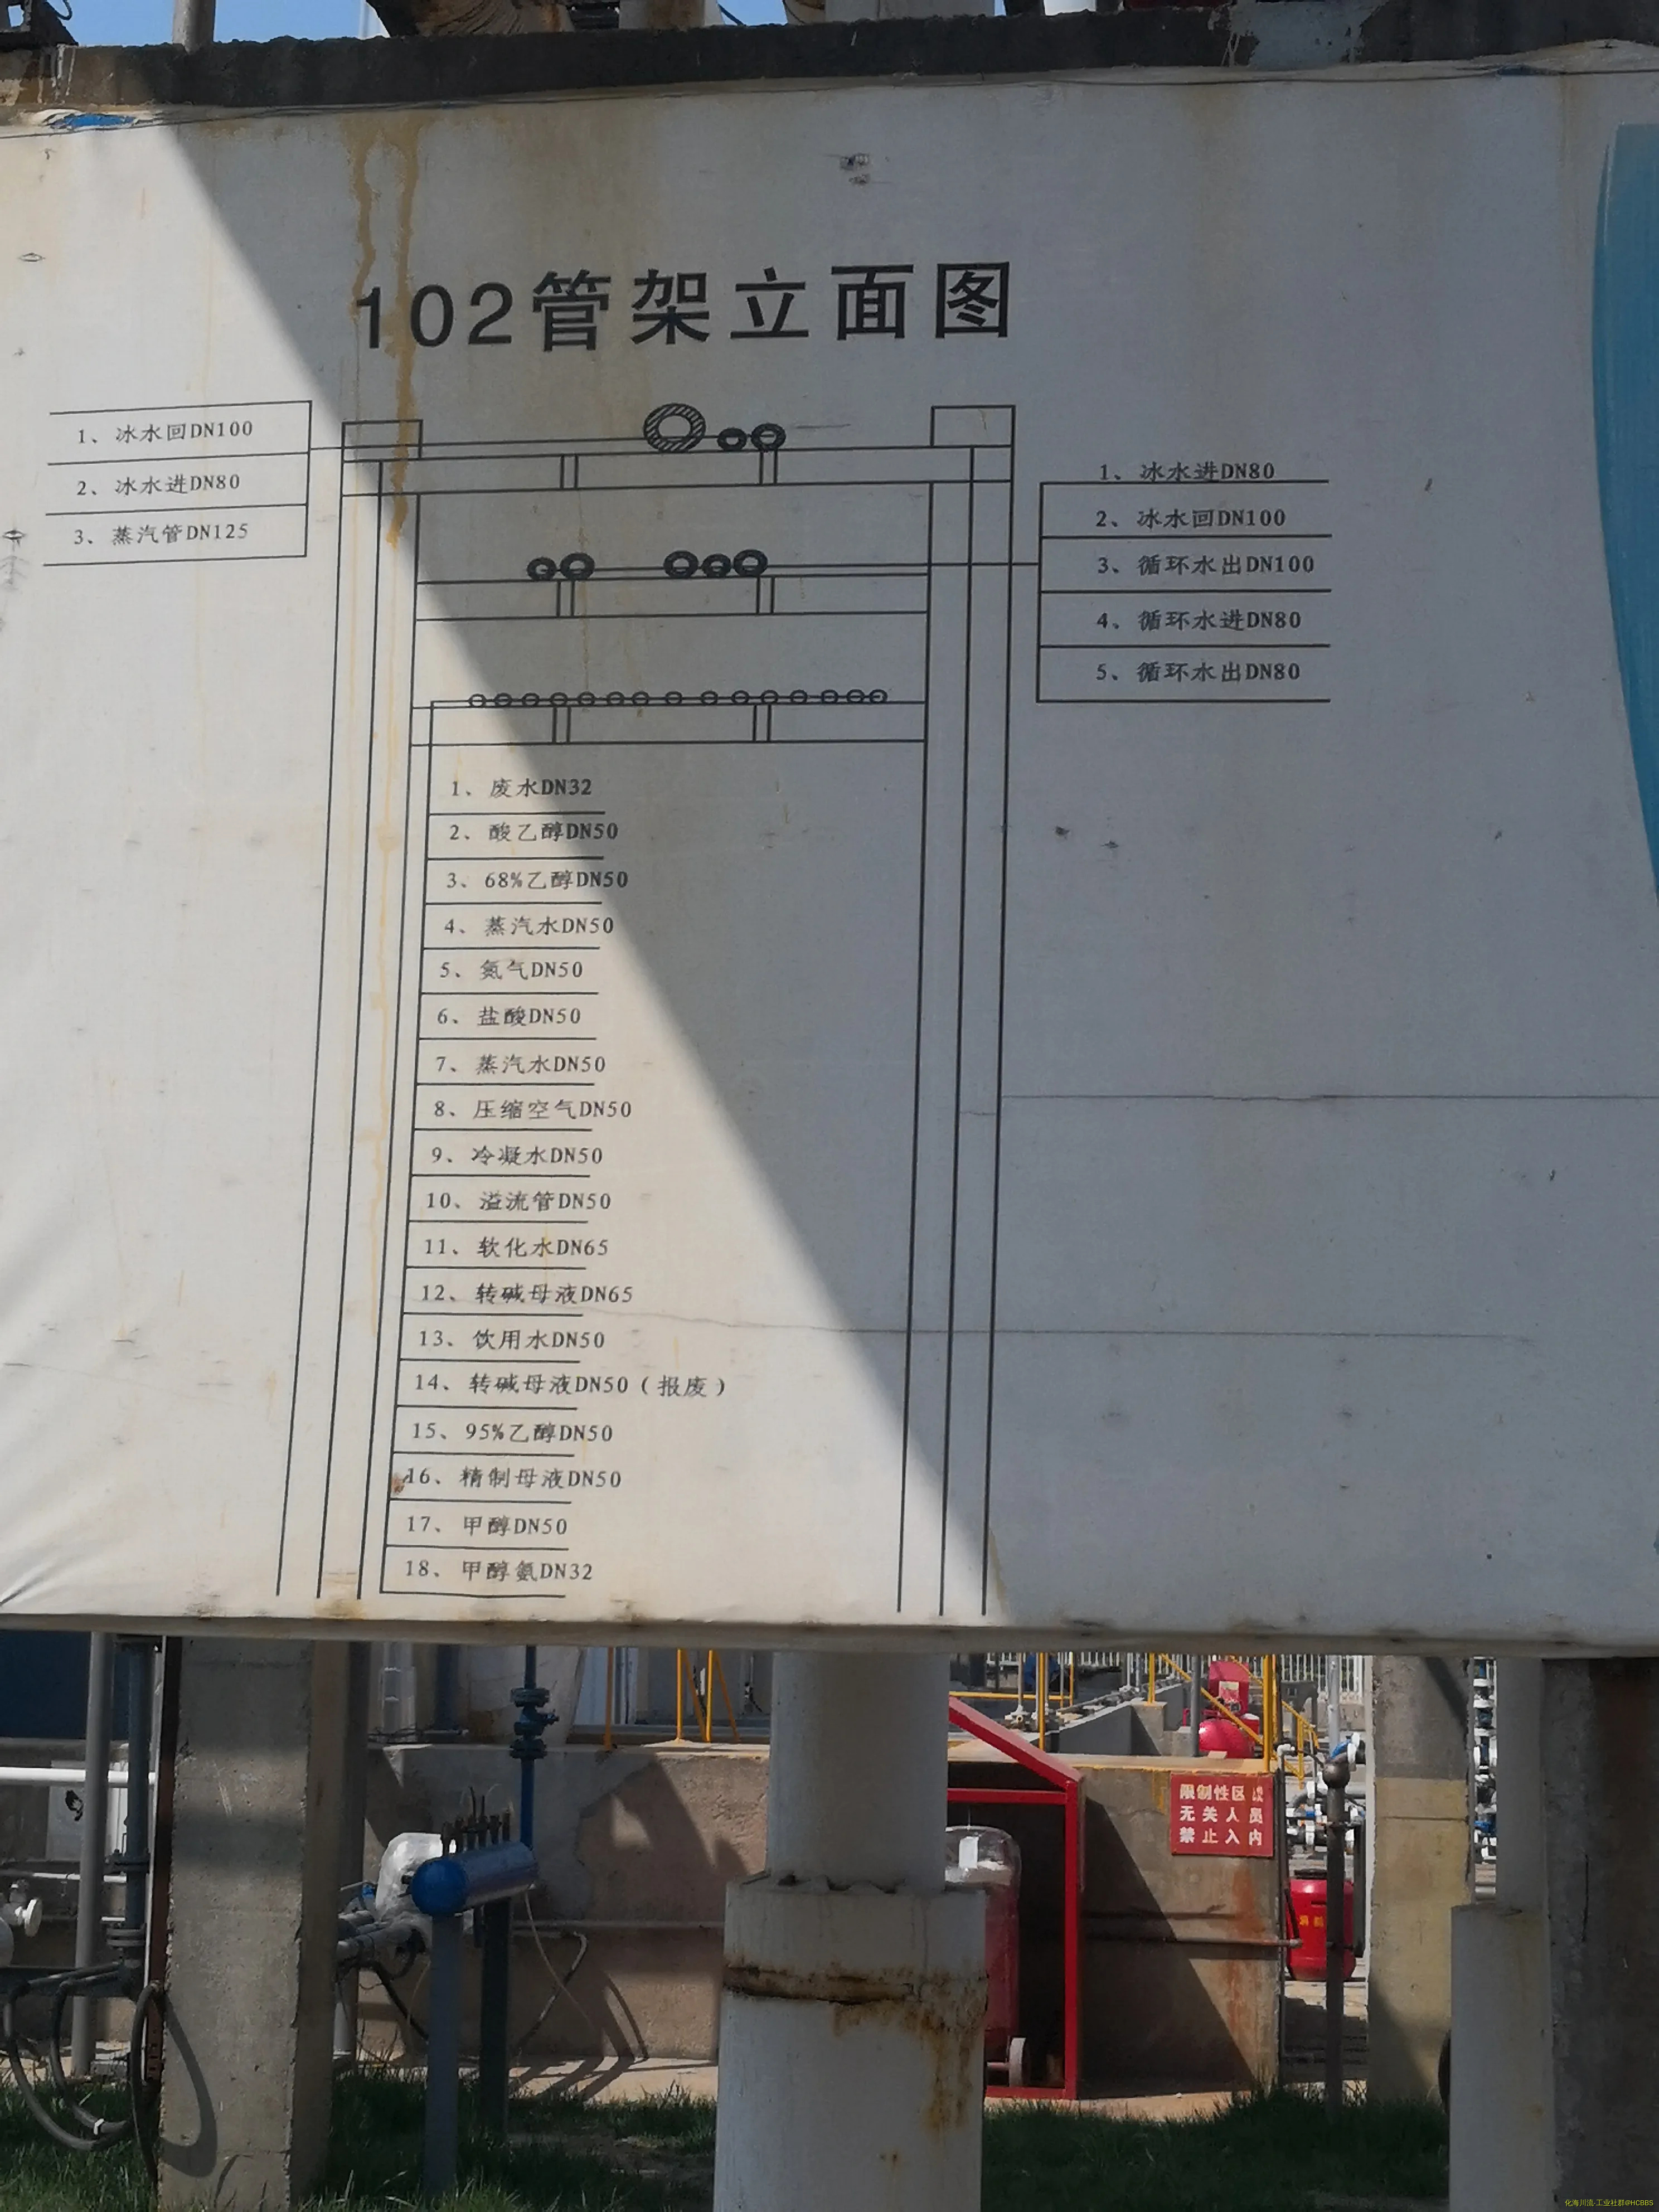 102管架立面图
1、冰水回DN100
2、冰水进DN80
3、蒸汽管DN125
1、冰水进DN80
2、冰水回DN100
3、循环水出DN100
4、循环水进DN80
5、循环水出DN80
1、废水DN32
2、酸乙醇DN50
3、68%乙醇DN50
4、蒸汽水DN50
5、氮气DN50
6、盐酸DN50
7、蒸汽水DN50
8、压缩空气DN50
9、冷凝水DN50
10、溢流管DN50
11、软化水DN65
12、转碱母液DN65
13、饮用水DN50
14、转碱母液DN50（报废）
15、95%乙醇DN50
16、精制母液DN50
17、甲醇DN50
18、甲醇氨DN32
限制性区域
无关人员
禁止入内
化海川流-工业社群@HCBBS